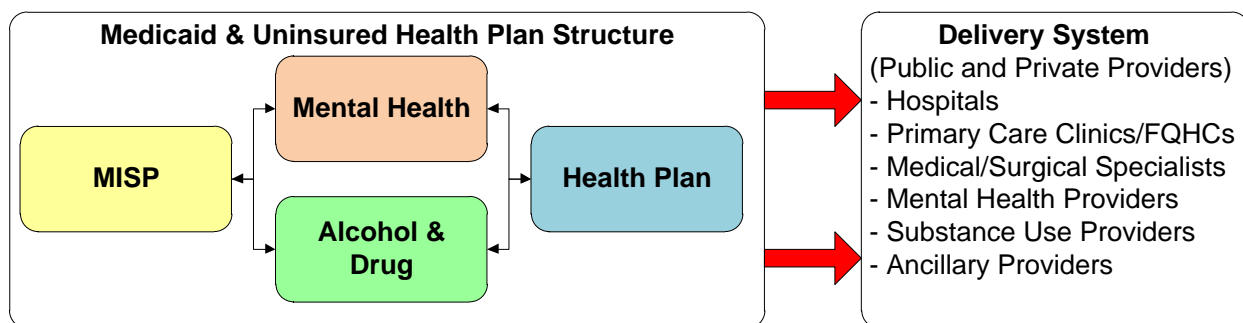 Medicaid & Uninsured Health Plan Structure
Mental Health
MISP
Health Plan
Alcohol &
Drug
Delivery System
(Public and Private Providers)
- Hospitals
- Primary Care Clinics/FQHCs
- Medical/Surgical Specialists
- Mental Health Providers
- Substance Use Providers
- Ancillary Providers